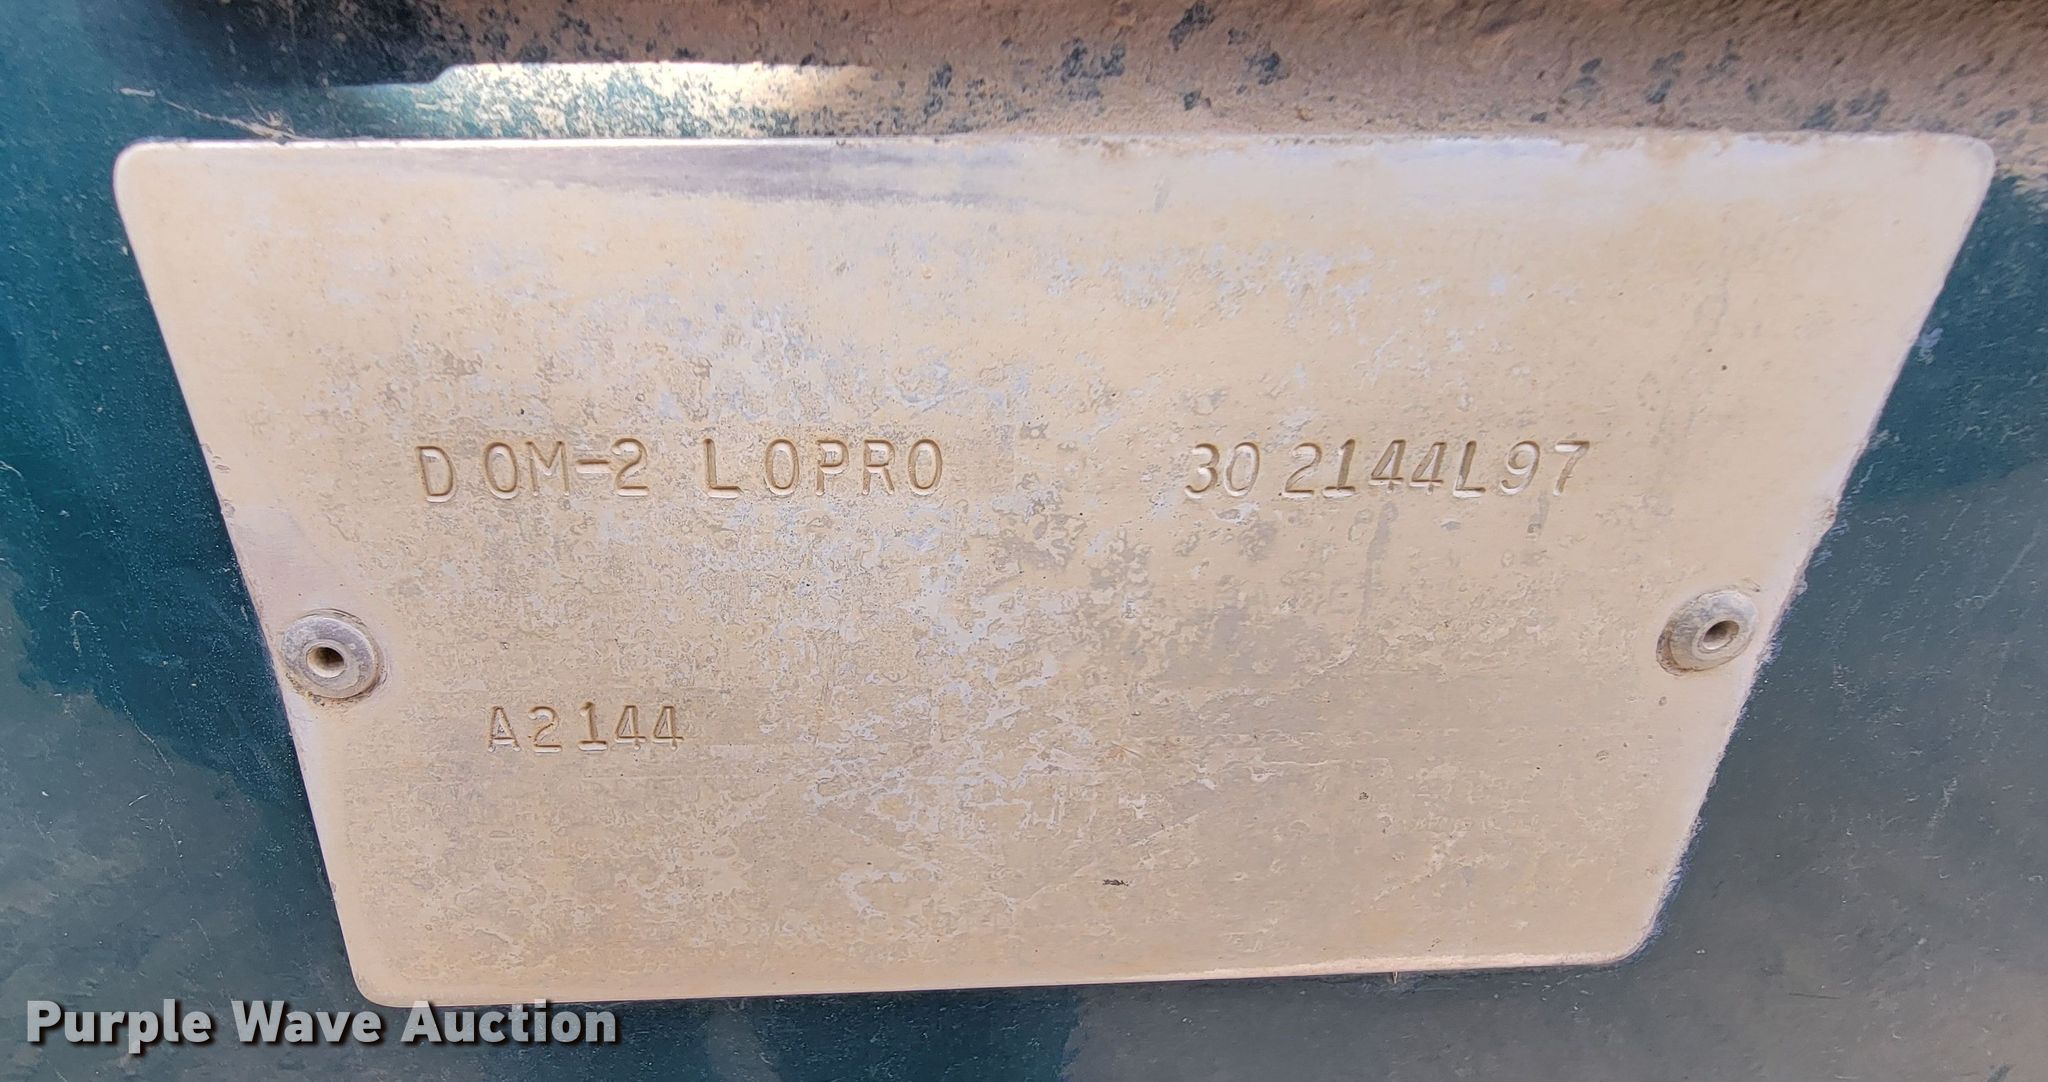 DOM-2 LOPRO 302144L97
A2144
Purple Wave Auction